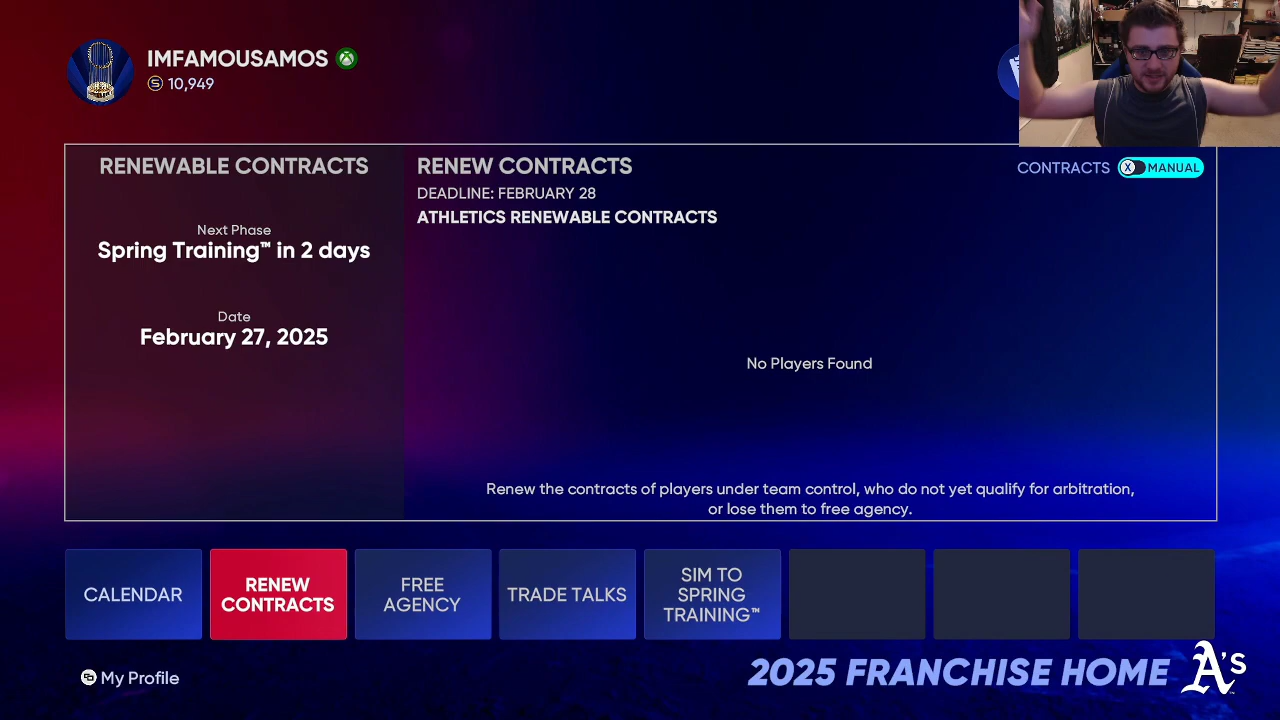 IMFAMOUSAMOS
S 10,949
RENEWABLE CONTRACTS
Next Phase
Spring Training™ in 2 days
Date
February 27, 2025
RENEW CONTRACTS
DEADLINE: FEBRUARY 28
ATHLETICS RENEWABLE CONTRACTS
CONTRACTS X MANUAL
No Players Found
Renew the contracts of players under team control, who do not yet qualify for arbitration,
or lose them to free agency.
CALENDAR
RENEW
CONTRACTS
FREE
AGENCY
TRADE TALKS
SIM TO
SPRING
TRAINING™
My Profile
2025 FRANCHISE HOME
A's